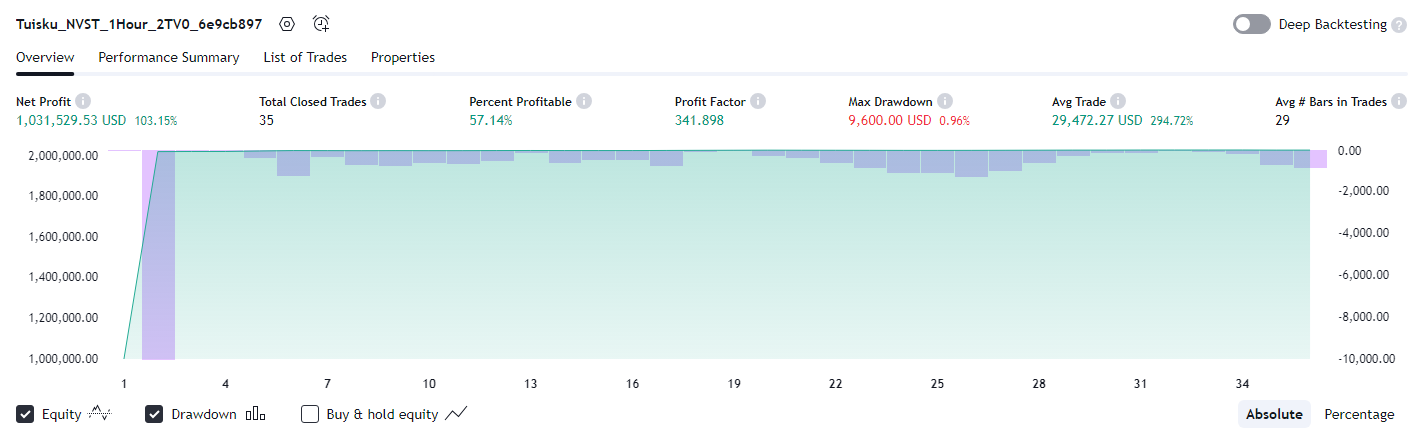 Tuisku_NVST_1Hour_2TV0_6e9cb897
Deep Backtesting ?
Overview Performance Summary List of Trades Properties
Net Profit i Total Closed Trades i Percent Profitable i Profit Factor i Max Drawdown i Avg Trade i Avg # Bars in Trades i
1,031,529.53 USD 103.15% 35 57.14% 341.898 9,600.00 USD 0.96% 29,472.27 USD 294.72% 29
2,000,000.00 0.00
1,800,000.00 -2,000.00
1,600,000.00 -4,000.00
1,400,000.00 -6,000.00
1,200,000.00 -8,000.00
1,000,000.00 -10,000.00
1 4 7 10 13 16 19 22 25 28 31 34
Equity Drawdown Buy & hold equity Absolute Percentage